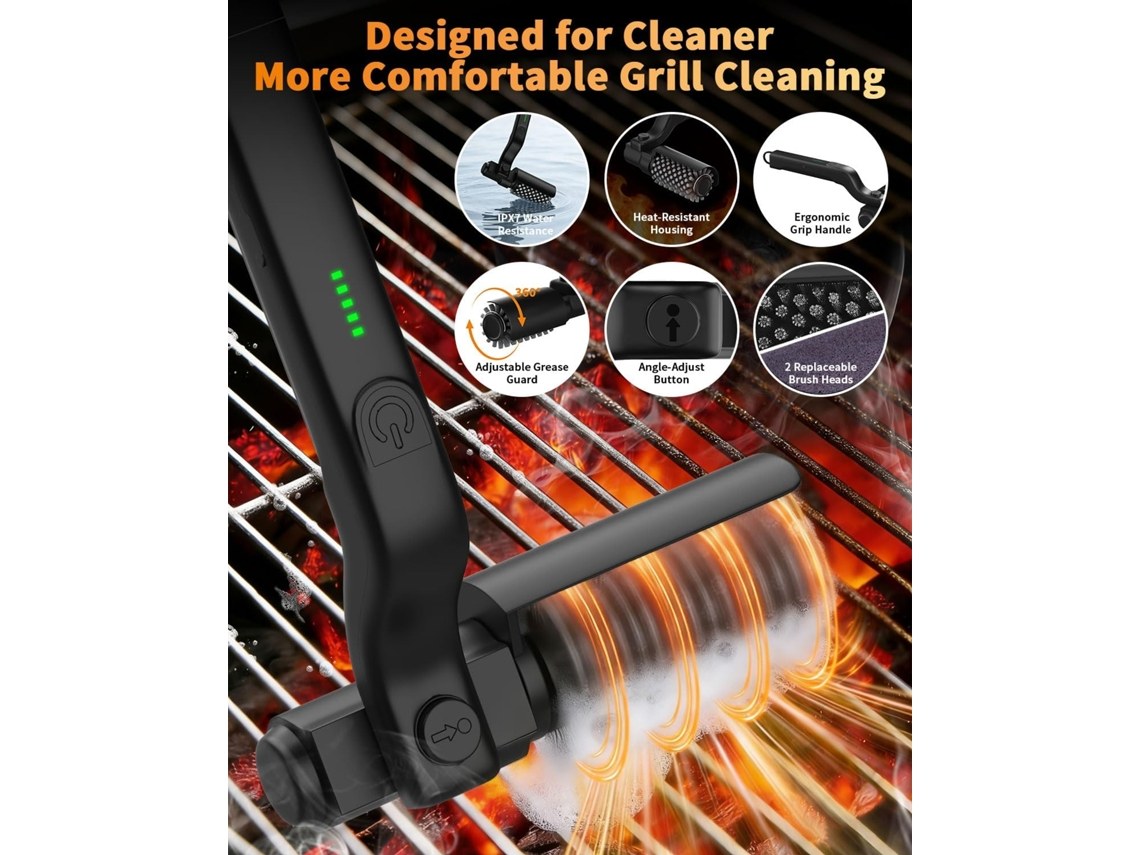 Designed for Cleaner
More Comfortable Grill Cleaning
IPX7 Water
Resistance
Heat-Resistant
Housing
Ergonomic
Grip Handle
360°
Adjustable Grease
Guard
Angle-Adjust
Button
2 Replaceable
Brush Heads